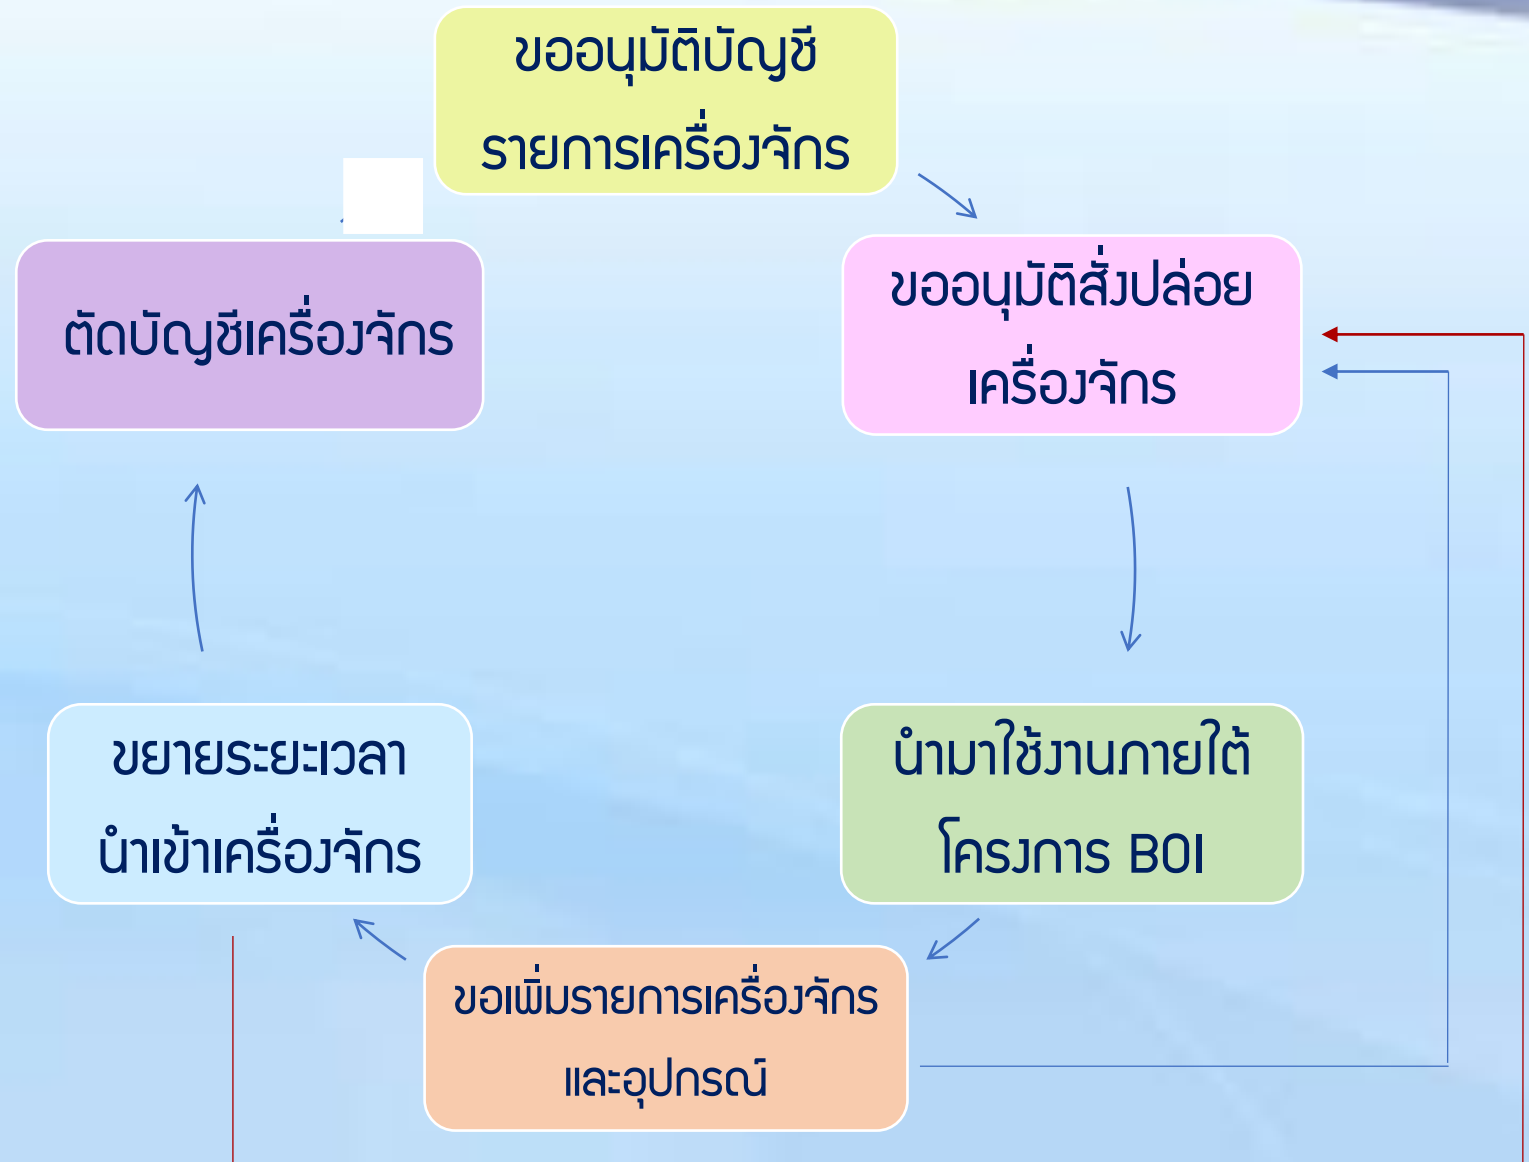 ขออนุมัติบัญชี
รายการเครื่องจักร
ขออนุมัติสั่งปล่อย
เครื่องจักร
นำมาใช้งานภายใต้
โครงการ BOI
ขอเพิ่มรายการเครื่องจักร
และอุปกรณ์
ขยายระยะเวลา
นำเข้าเครื่องจักร
ตัดบัญชีเครื่องจักร